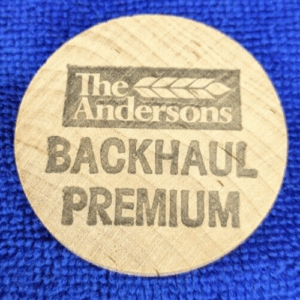 The
Andersons
BACKHAUL
PREMIUM